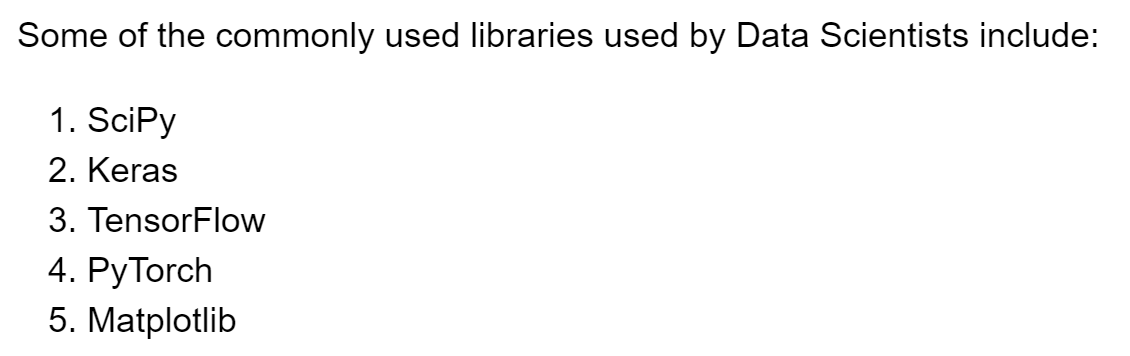 Some of the commonly used libraries used by Data Scientists include:
1. SciPy
2. Keras
3. TensorFlow
4. PyTorch
5. Matplotlib